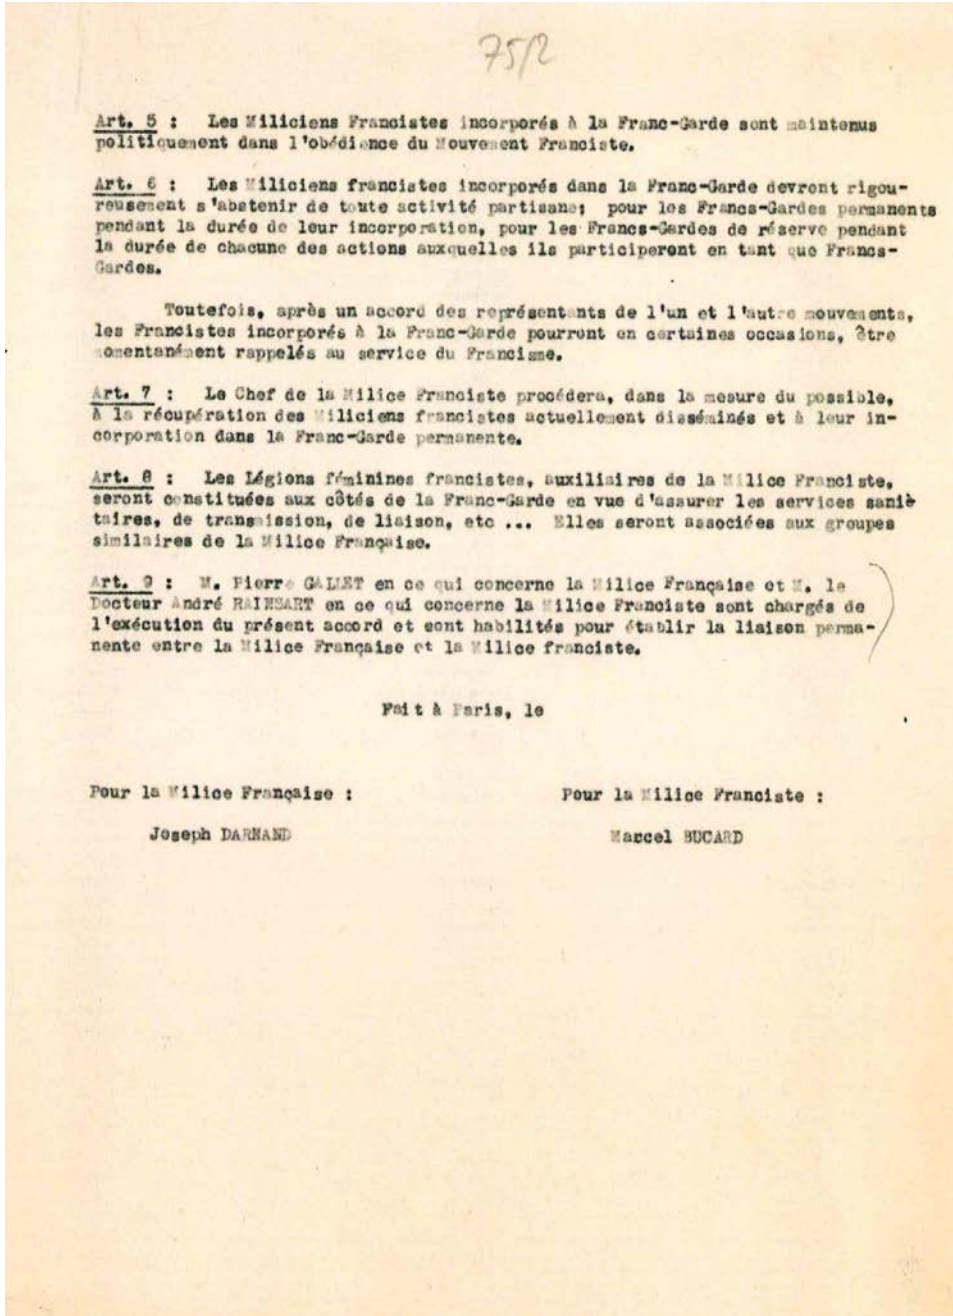 75/2
Art. 5 : Les Miliciens Francistes incorporés à la Franc-Garde sont maintenus
politiquement dans l'obédience du Mouvement Franciste.
Art. 6 : Les Miliciens francistes incorporés dans la Franc-Garde devront rigou-
reusement s'abstenir de toute activité partisane; pour les Francs-Gardes permanents
pendant la durée de leur incorporation, pour les Francs-Gardes de réserve pendant
la durée de chacune des actions auxquelles ils participeront en tant que Francs-
Gardes.
Toutefois, après un accord des représentants de l'un et l'autre mouvements,
les Francistes incorporés à la Franc-Garde pourront en certaines occasions, être
momentanément rappelés au service du Francisme.
Art. 7 : Le Chef de la Milice Franciste procédera, dans la mesure du possible,
à la récupération des Miliciens francistes actuellement disséminés et à leur in-
corporation dans la Franc-Garde permanente.
Art. 8 : Les Légions féminines francistes, auxiliaires de la Milice Franciste,
seront constituées aux côtés de la Franc-Garde en vue d'assurer les services saniè
taires, de transmission, de liaison, etc ... Elles seront associées aux groupes
similaires de la Milice Française.
Art. 9 : M. Pierre GALLET en ce qui concerne la Milice Française et M. le
Docteur André RAINSART en ce qui concerne la Milice Franciste sont chargés de
l'exécution du présent accord et sont habilités pour établir la liaison perma-
nente entre la Milice Française et la Milice franciste.
Fait à Paris, le
Pour la Milice Française :
Pour la Milice Franciste :
Joseph DARNAND
Marcel BUCARD